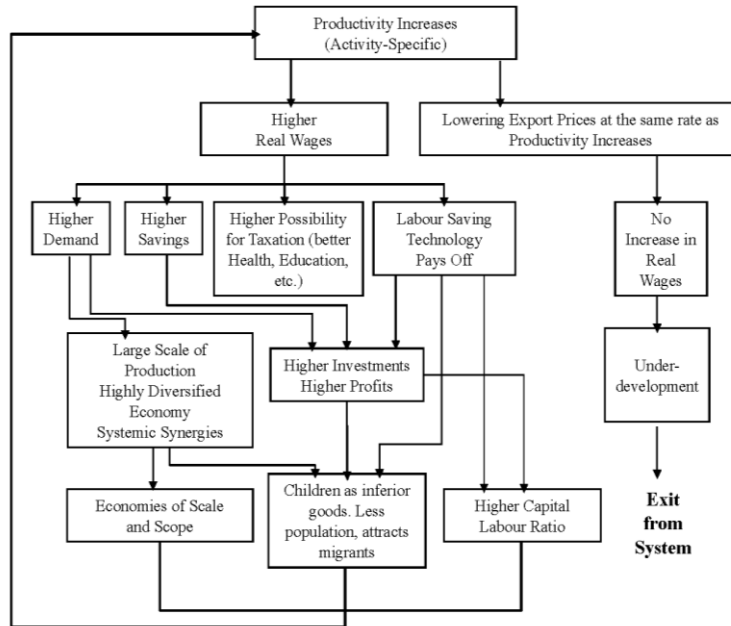 Productivity Increases
(Activity-Specific)
Higher
Real Wages
Lowering Export Prices at the same rate as
Productivity Increases
Higher
Demand
Higher
Savings
Higher Possibility
for Taxation (better
Health, Education,
etc.)
Labour Saving
Technology
Pays Off
No
Increase in
Real
Wages
Large Scale of
Production
Highly Diversified
Economy
Systemic Synergies
Higher Investments
Higher Profits
Under-
development
Economies of Scale
and Scope
Children as inferior
goods. Less
population, attracts
migrants
Higher Capital
Labour Ratio
Exit
from
System